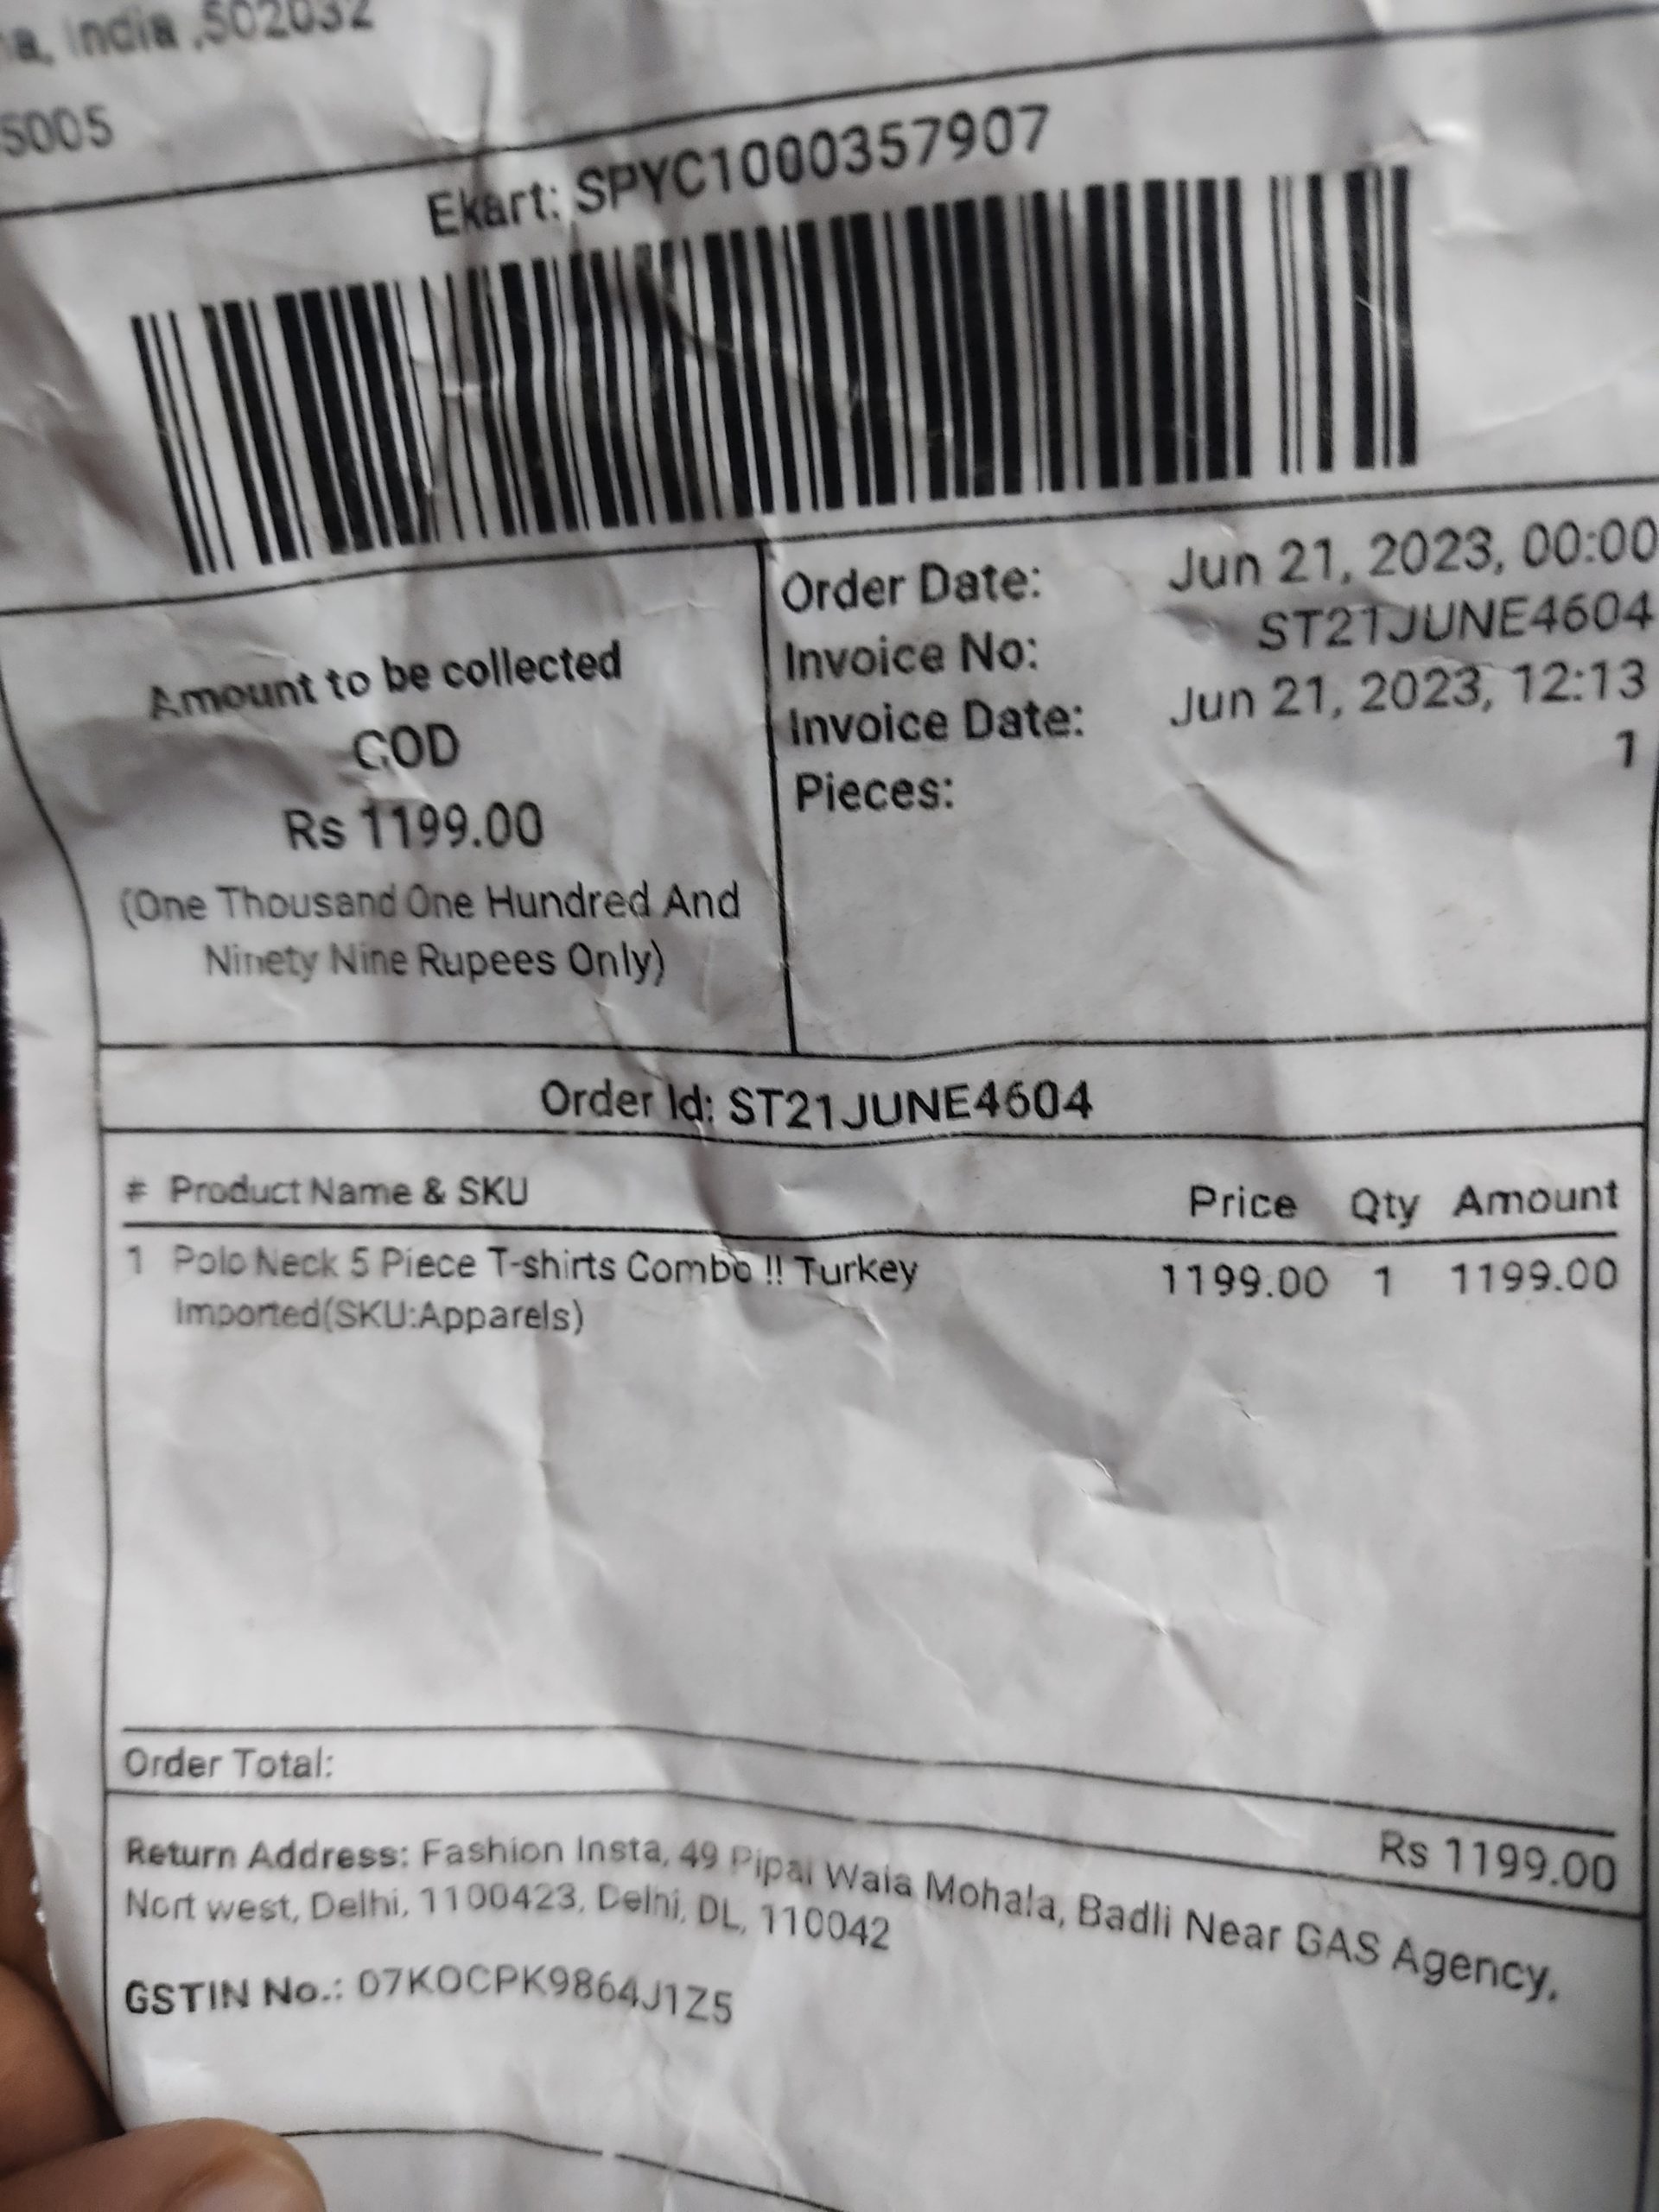 India ,502032
5005
Ekart: SPYC1000357907
Order Date: Jun 21, 2023, 00:00
Invoice No: ST21JUNE4604
Invoice Date: Jun 21, 2023, 12:13
Pieces: 1
Amount to be collected
COD
Rs 1199.00
(One Thousand One Hundred And
Ninety Nine Rupees Only)
Order Id: ST21JUNE4604
# Product Name & SKU Price Qty Amount
1 Polo Neck 5 Piece T-shirts Combo !! Turkey 1199.00 1 1199.00
Imported(SKU:Apparels)
Order Total: Rs 1199.00
Return Address: Fashion Insta, 49 Pipal Wala Mohala, Badli Near GAS Agency,
Nort west, Delhi, 1100423, Delhi, DL, 110042
GSTIN No.: 07KOCPK9864J1Z5